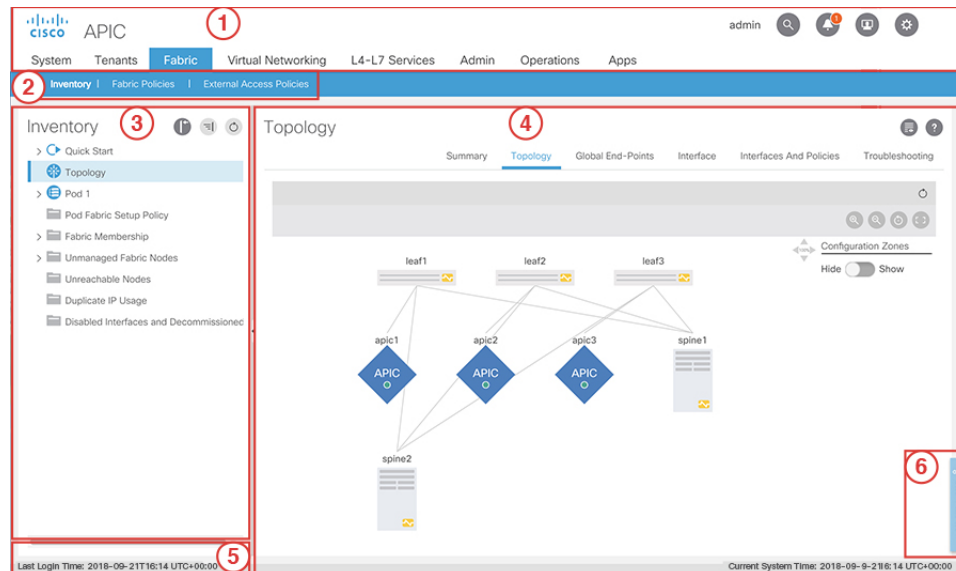 1
cisco APIC
admin
1
System Tenants Fabric Virtual Networking L4-L7 Services Admin Operations Apps
2
Inventory | Fabric Policies | External Access Policies
3
Inventory
Quick Start
Topology
Pod 1
Pod Fabric Setup Policy
Fabric Membership
Unmanaged Fabric Nodes
Unreachable Nodes
Duplicate IP Usage
Disabled Interfaces and Decommissioned
4
Topology
?
Summary Topology Global End-Points Interface Interfaces And Policies Troubleshooting
Configuration Zones
Hide Show
leaf1 leaf2 leaf3
apic1 apic2 apic3 spine1
APIC APIC APIC
spine2
5
6
Last Login Time: 2018-09-21T16:14 UTC+00:00
Current System Time: 2018-09-9-21I6:14 UTC+00:00